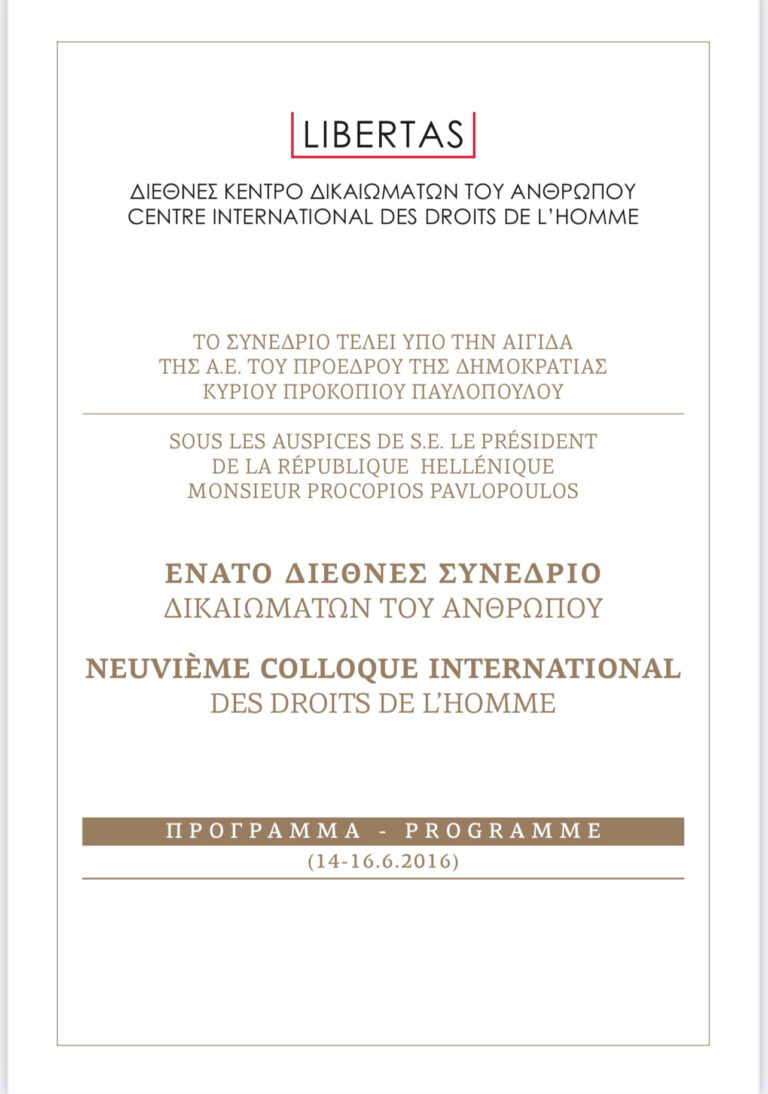 LIBERTAS
ΔΙΕΘΝΕΣ ΚΕΝΤΡΟ ΔΙΚΑΙΩΜΑΤΩΝ ΤΟΥ ΑΝΘΡΩΠΟΥ
CENTRE INTERNATIONAL DES DROITS DE L’HOMME
ΤΟ ΣΥΝΕΔΡΙΟ ΤΕΛΕΙ ΥΠΟ ΤΗΝ ΑΙΓΙΔΑ
ΤΗΣ Α.Ε. ΤΟΥ ΠΡΟΕΔΡΟΥ ΤΗΣ ΔΗΜΟΚΡΑΤΙΑΣ
ΚΥΡΙΟΥ ΠΡΟΚΟΠΙΟΥ ΠΑΥΛΟΠΟΥΛΟΥ
SOUS LES AUSPICES DE S.E. LE PRÉSIDENT
DE LA RÉPUBLIQUE HELLÉNIQUE
MONSIEUR PROCOPIOS PAVLOPOULOS
ΕΝΑΤΟ ΔΙΕΘΝΕΣ ΣΥΝΕΔΡΙΟ
ΔΙΚΑΙΩΜΑΤΩΝ ΤΟΥ ΑΝΘΡΩΠΟΥ
NEUVIÈME COLLOQUE INTERNATIONAL
DES DROITS DE L’HOMME
ΠΡΟΓΡΑΜΜΑ - PROGRAMME
(14-16.6.2016)